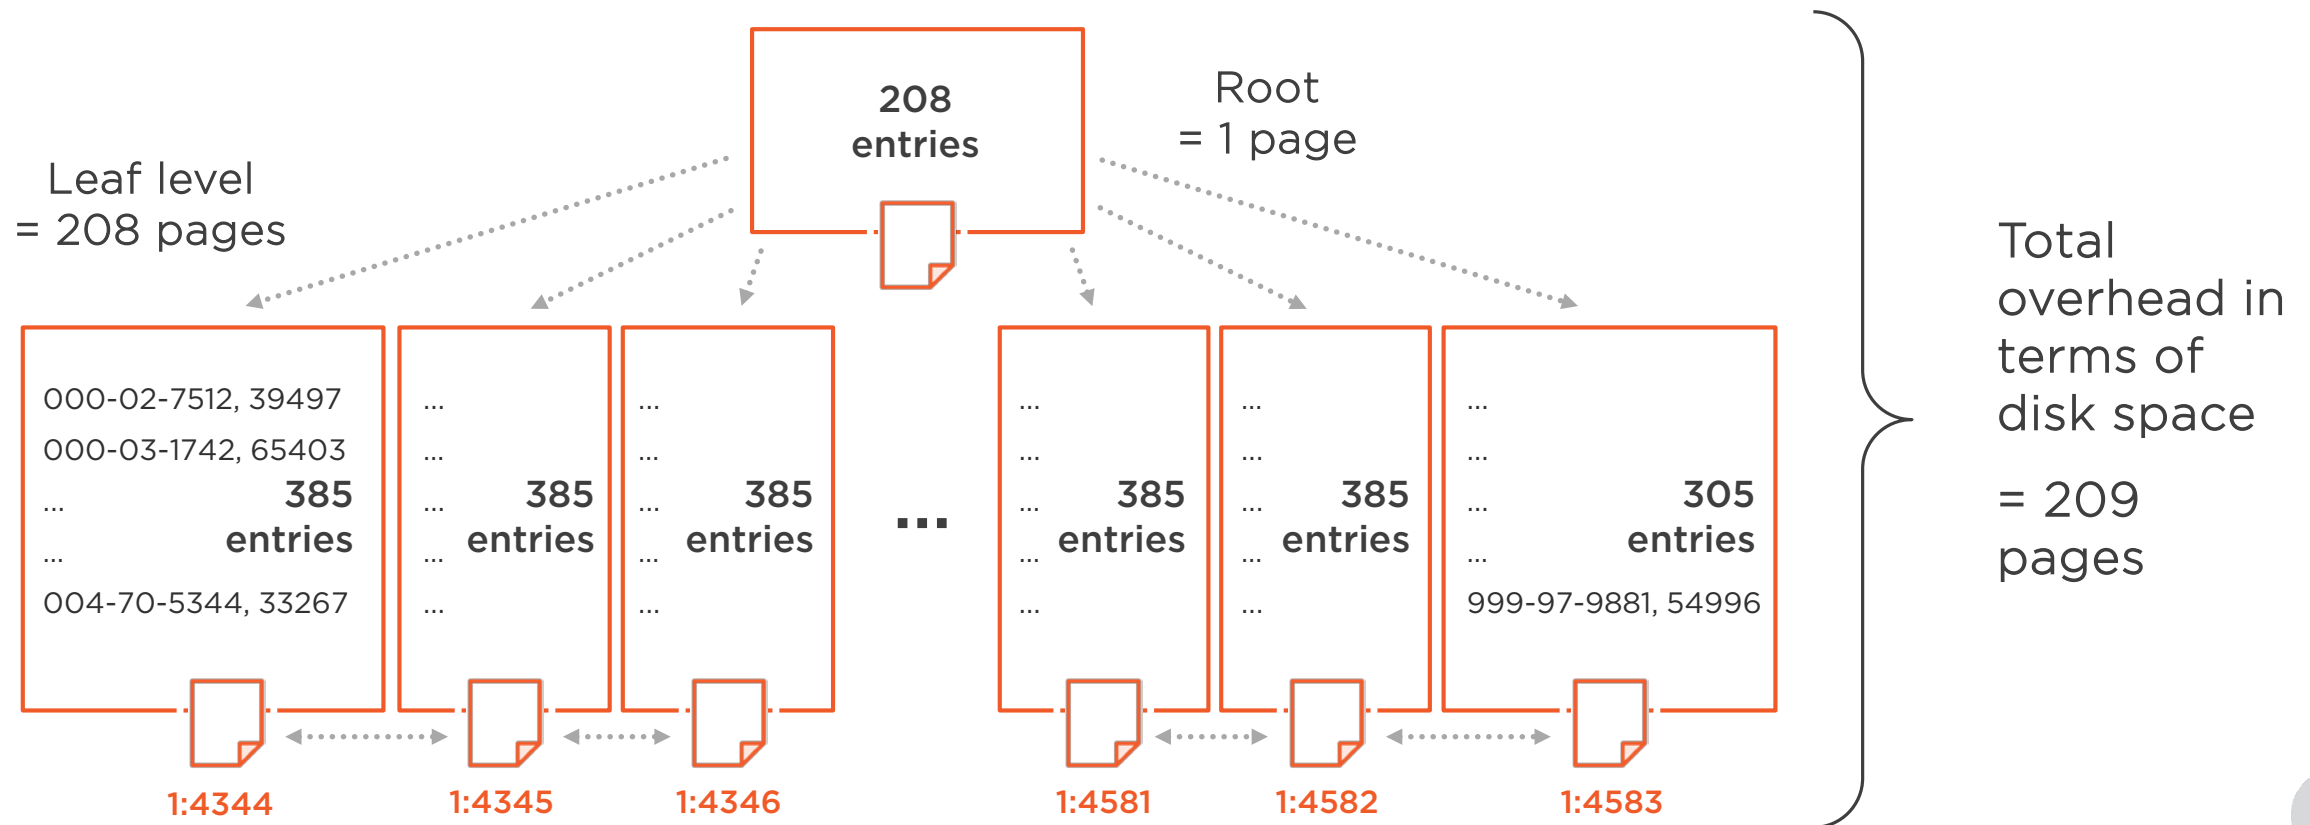 208
entries
Root
= 1 page
Leaf level
= 208 pages
000-02-7512, 39497
000-03-1742, 65403
...
...
004-70-5344, 33267
385
entries
1:4344
...
...
...
...
...
385
entries
1:4345
...
...
...
...
...
385
entries
1:4346
...
...
...
...
...
...
385
entries
1:4581
...
...
...
...
...
385
entries
1:4582
...
...
...
...
999-97-9881, 54996
305
entries
1:4583
Total
overhead in
terms of
disk space
= 209
pages